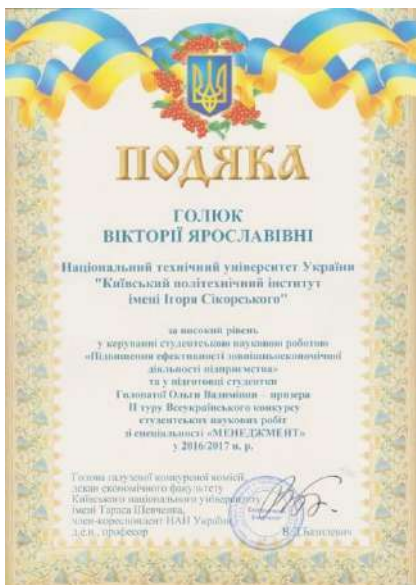 ПОДЯКА
ГОЛЮК
ВІКТОРІЇ ЯРОСЛАВІВНІ
Національний технічний університет України
"Київський політехнічний інститут
імені Ігоря Сікорського"
за високий рівень
у керуванні студентською науковою роботою
«Підвищення ефективності зовнішньоекономічної
діяльності підприємства»
та у підготовці студентки
Ольги Вадимівни – призера
ІІ туру Всеукраїнського конкурсу
студентських наукових робіт
зі спеціальності «МЕНЕДЖМЕНТ»
у 2016/2017 н. р.
Голова галузевої конкурсної комісії,
декан економічного факультету
Київського національного університету
імені Тараса Шевченка,
член-кореспондент НАН України,
д.е.н., професор
В.Д.Базилевич